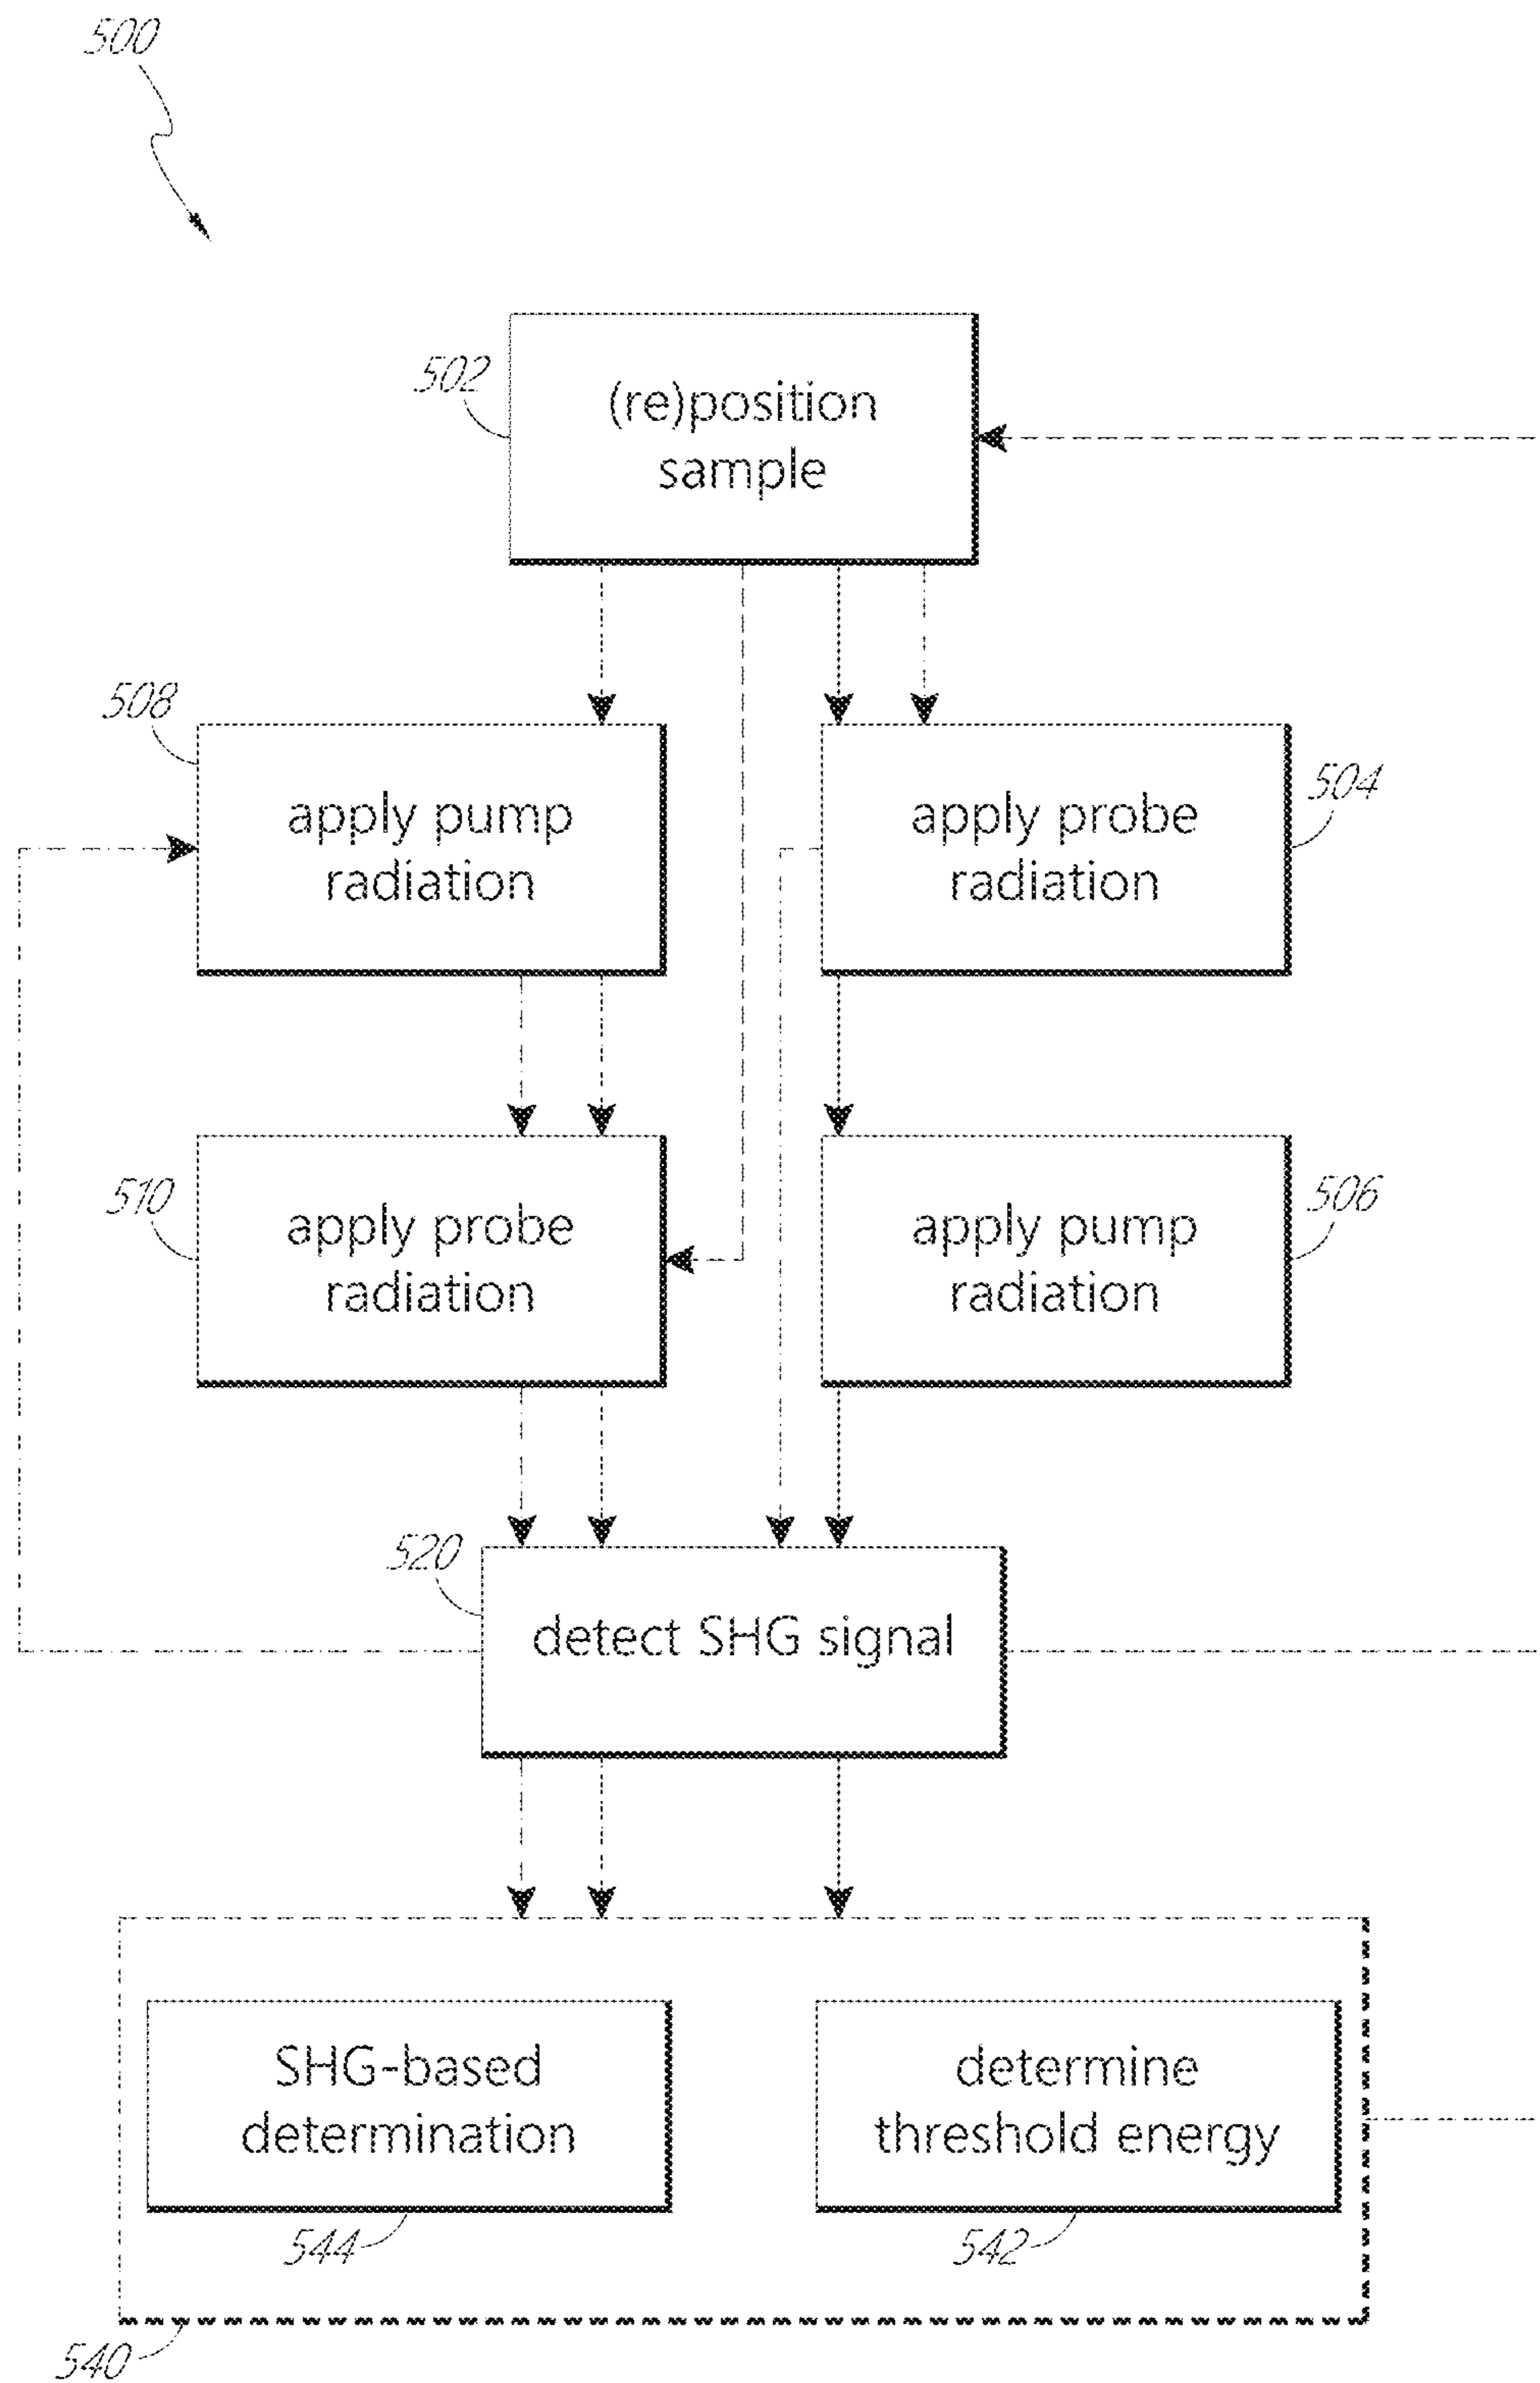 500
502
(re)position
sample
508
apply pump
radiation
504
apply probe
radiation
510
apply probe
radiation
506
apply pump
radiation
520
detect SHG signal
SHG-based
determination
544
determine
threshold energy
542
540